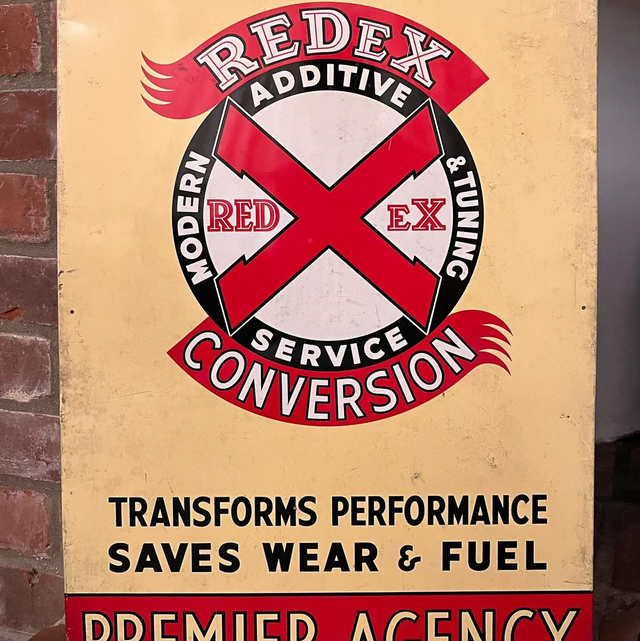 REDEX
ADDITIVE
MODERN
RED EX
& TUNING
SERVICE
CONVERSION
TRANSFORMS PERFORMANCE
SAVES WEAR & FUEL
PREMIER AGENCY